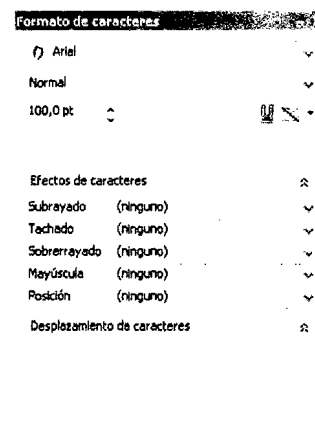 Formato de caracteres
Arial
Normal
100,0 pt
Efectos de caracteres
Subrayado (ninguno)
Tachado (ninguno)
Sobrerrayado (ninguno)
Mayúscula (ninguno)
Posición (ninguno)
Desplazamiento de caracteres